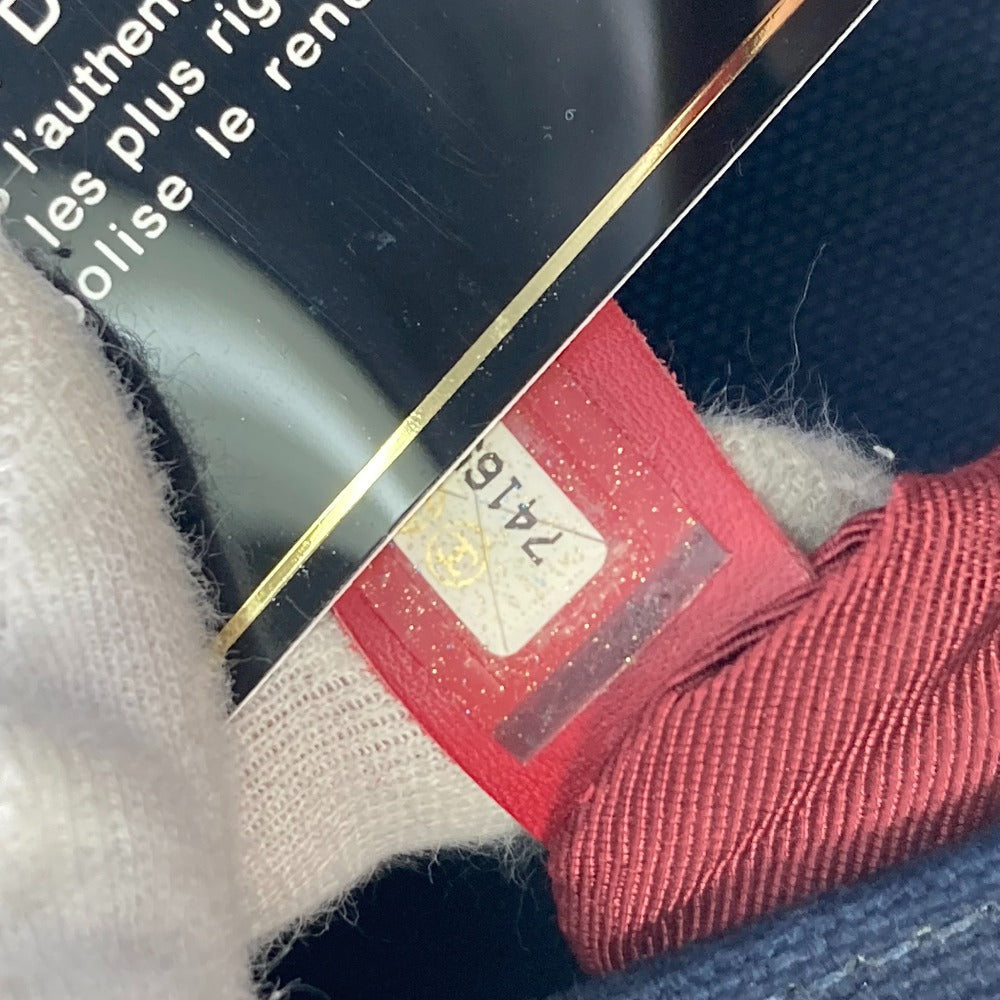 D
l'authen
les plus rig
olise le ren
7416